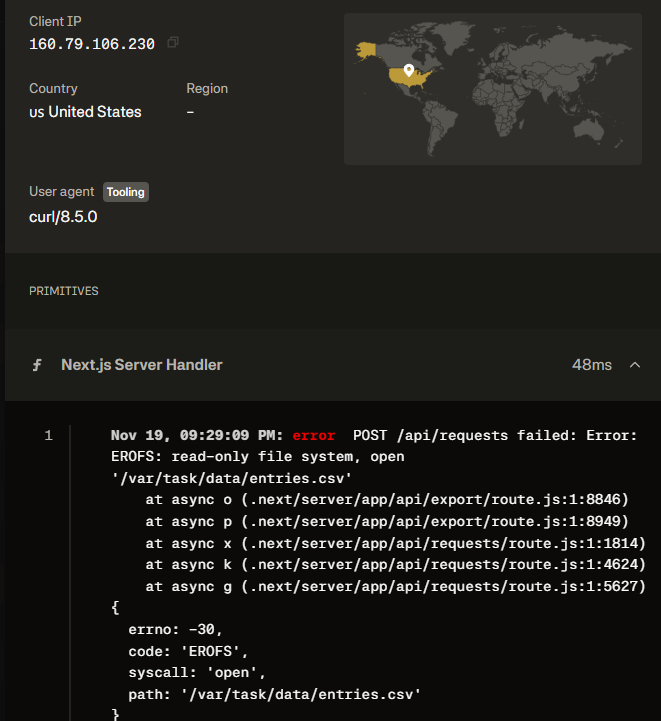 Client IP
160.79.106.230
Country
Region
us United States
–
User agent Tooling
curl/8.5.0
PRIMITIVES
Next.js Server Handler
48ms
1
Nov 19, 09:29:09 PM: error POST /api/requests failed: Error:
EROFS: read-only file system, open
'/var/task/data/entries.csv'
at async o (.next/server/app/api/export/route.js:1:8846)
at async p (.next/server/app/api/export/route.js:1:8949)
at async x (.next/server/app/api/requests/route.js:1:1814)
at async k (.next/server/app/api/requests/route.js:1:4624)
at async g (.next/server/app/api/requests/route.js:1:5627)
{
errno: -30,
code: 'EROFS',
syscall: 'open',
path: '/var/task/data/entries.csv'
}